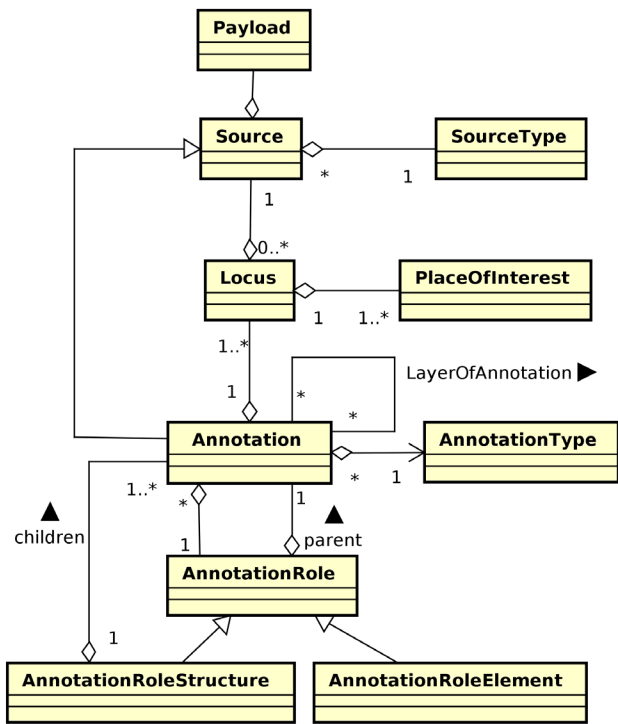 Payload
Source
SourceType
*
1
1
0..*
Locus
PlaceOfInterest
1
1..*
1..*
LayerOfAnnotation
1
*
*
Annotation
AnnotationType
*
1
1..*
*
1
children
parent
1
AnnotationRole
1
AnnotationRoleStructure
AnnotationRoleElement